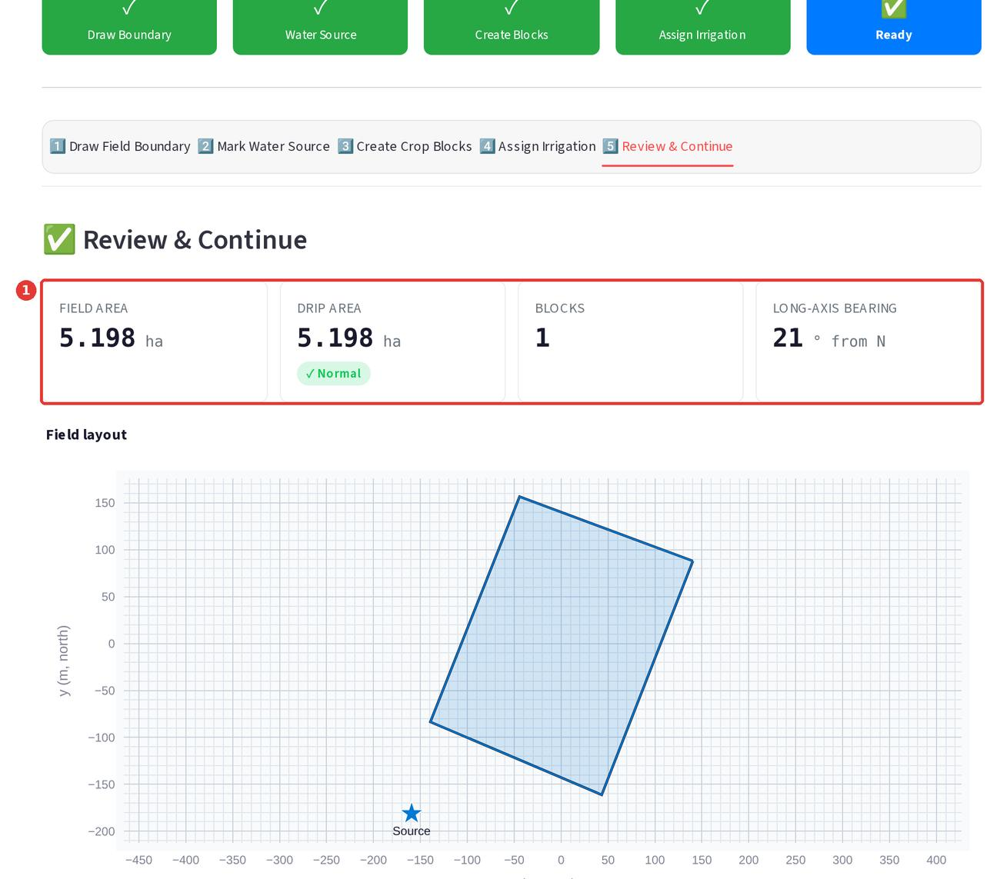 ✓ ✓ ✓ ✓ ✅
Draw Boundary Water Source Create Blocks Assign Irrigation Ready
1️⃣ Draw Field Boundary 2️⃣ Mark Water Source 3️⃣ Create Crop Blocks 4️⃣ Assign Irrigation 5️⃣ Review & Continue
✅ Review & Continue
1
FIELD AREA DRIP AREA BLOCKS LONG-AXIS BEARING
5.198 ha 5.198 ha 1 21 ° from N
✓ Normal
Field layout
150
100
50
0
−50
−100
−150
−200
y (m, north)
Source
−450 −400 −350 −300 −250 −200 −150 −100 −50 0 50 100 150 200 250 300 350 400